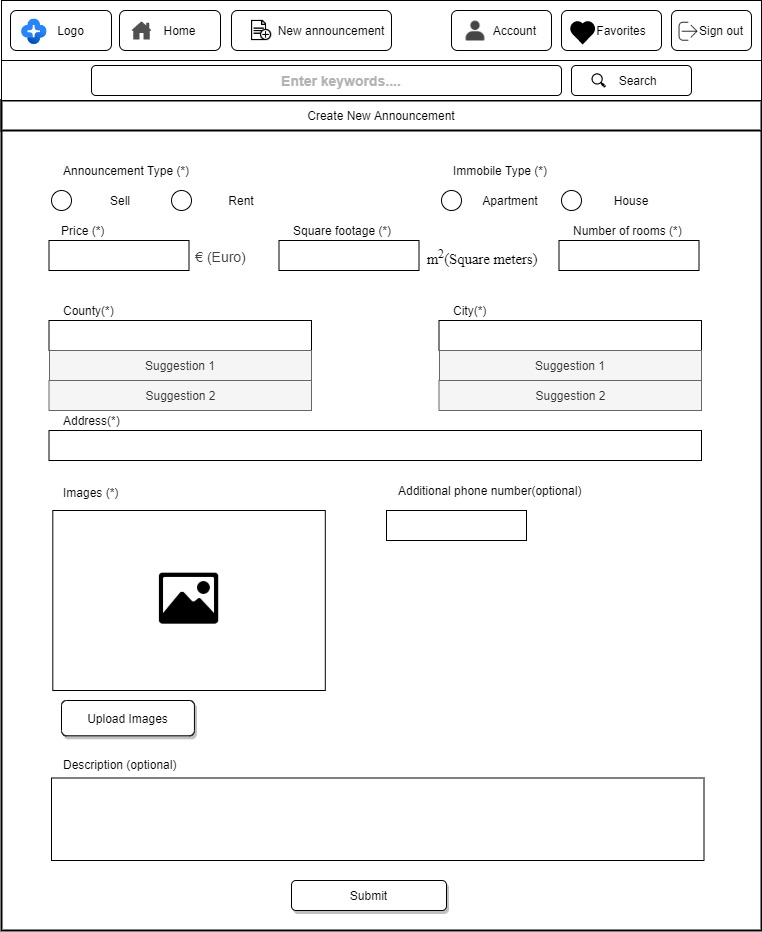 Logo
Home
New announcement
Account
Favorites
Sign out
Enter keywords....
Search
Create New Announcement
Announcement Type (*)
Immobile Type (*)
Sell
Rent
Apartment
House
Price (*)
Square footage (*)
Number of rooms (*)
€ (Euro)
m²(Square meters)
County(*)
City(*)
Suggestion 1
Suggestion 1
Suggestion 2
Suggestion 2
Address(*)
Images (*)
Additional phone number(optional)
Upload Images
Description (optional)
Submit